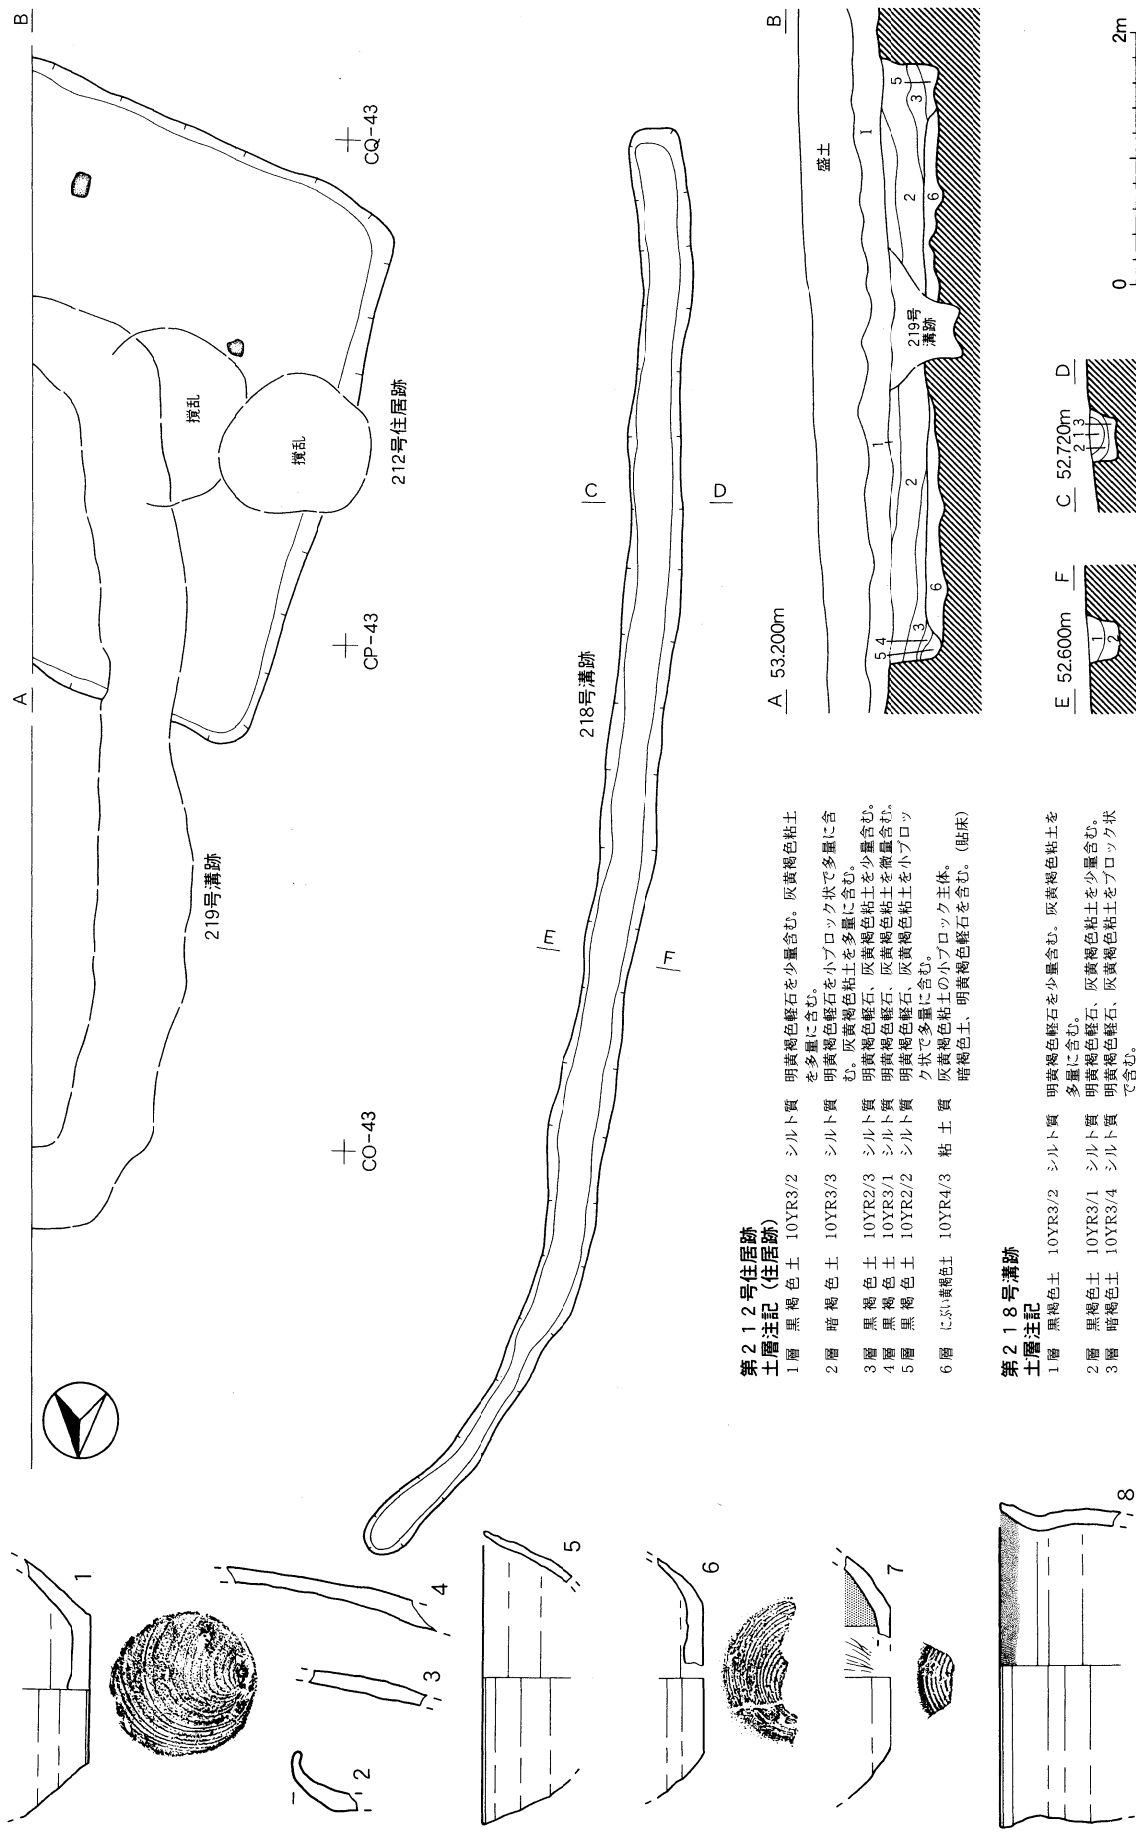 B
CQ-43
212号住居跡
撹乱
撹乱
CP-43
A
219号溝跡
CO-43
C
D
218号溝跡
E
F
B
盛土
I
5
3
2
6
219号
溝跡
1
2
6
3
5 4
A 53.200m
2m
0
D
2 1 3
C 52.720m
F
1
2
E 52.600m
第２１２号住居跡
土層注記（住居跡）
1層 黒褐色土 10YR3/2 シルト質 明黄褐色軽石を少量含む。灰黄褐色粘土
を多量に含む。
2層 暗褐色土 10YR3/3 シルト質 明黄褐色軽石を小ブロック状で多量に含
む。灰黄褐色粘土を多量に含む。
3層 黒褐色土 10YR2/3 シルト質 明黄褐色軽石、灰黄褐色粘土を少量含む。
4層 黒褐色土 10YR3/1 シルト質 明黄褐色軽石、灰黄褐色粘土を微量含む。
5層 黒褐色土 10YR2/2 シルト質 明黄褐色軽石、灰黄褐色粘土を小ブロッ
ク状で多量に含む。
6層 にぶい黄褐色土 10YR4/3 粘土質 灰黄褐色粘土の小ブロック主体。
暗褐色土、明黄褐色軽石を含む。（貼床）
第２１８号溝跡
土層注記
1層 黒褐色土 10YR3/2 シルト質 明黄褐色軽石を少量含む。灰黄褐色粘土を
多量に含む。
2層 黒褐色土 10YR3/1 シルト質 明黄褐色軽石、灰黄褐色粘土を少量含む。
3層 暗褐色土 10YR3/4 シルト質 明黄褐色軽石、灰黄褐色粘土をブロック状
で含む。
1
2
3
4
5
6
7
8